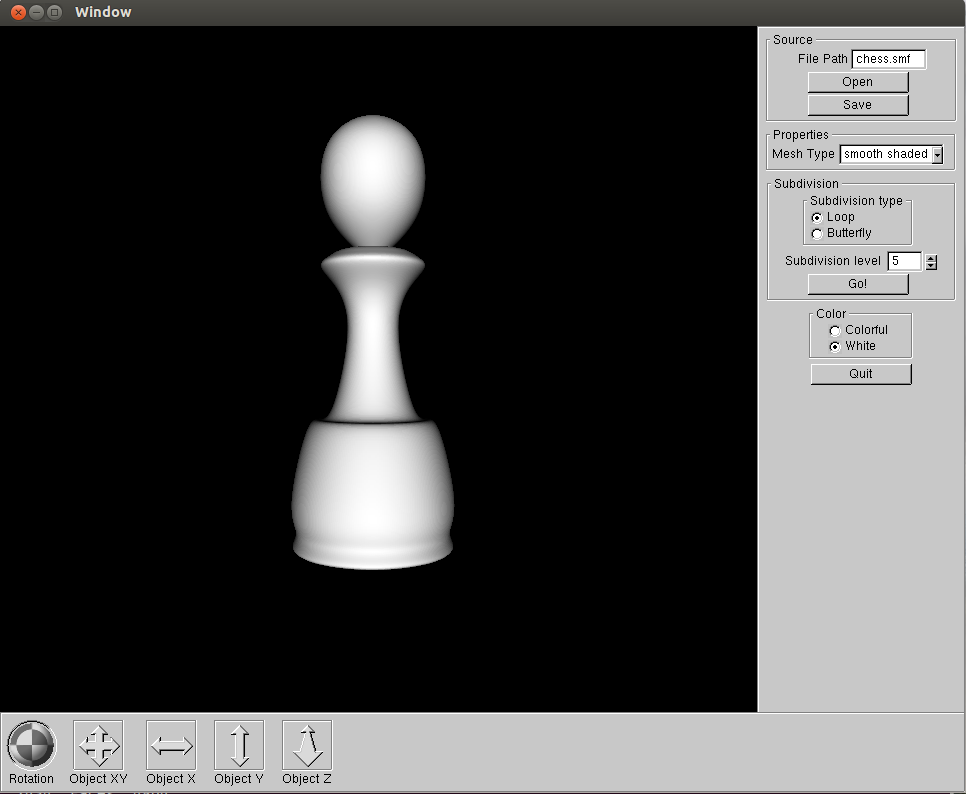 Window
Source
File Path chess.smf
Open
Save
Properties
Mesh Type smooth shaded
Subdivision
Subdivision type
Loop
Butterfly
Subdivision level 5
Go!
Color
Colorful
White
Quit
Rotation Object XY Object X Object Y Object Z